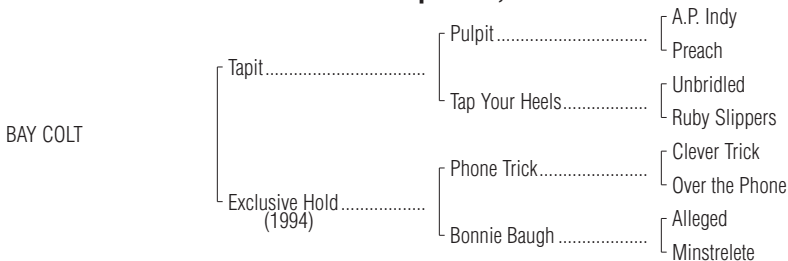 A.P. Indy
Pulpit
Preach
Tapit
Unbridled
Tap Your Heels
Ruby Slippers
BAY COLT
Clever Trick
Phone Trick
Over the Phone
Exclusive Hold
(1994)
Alleged
Bonnie Baugh
Minstrelete